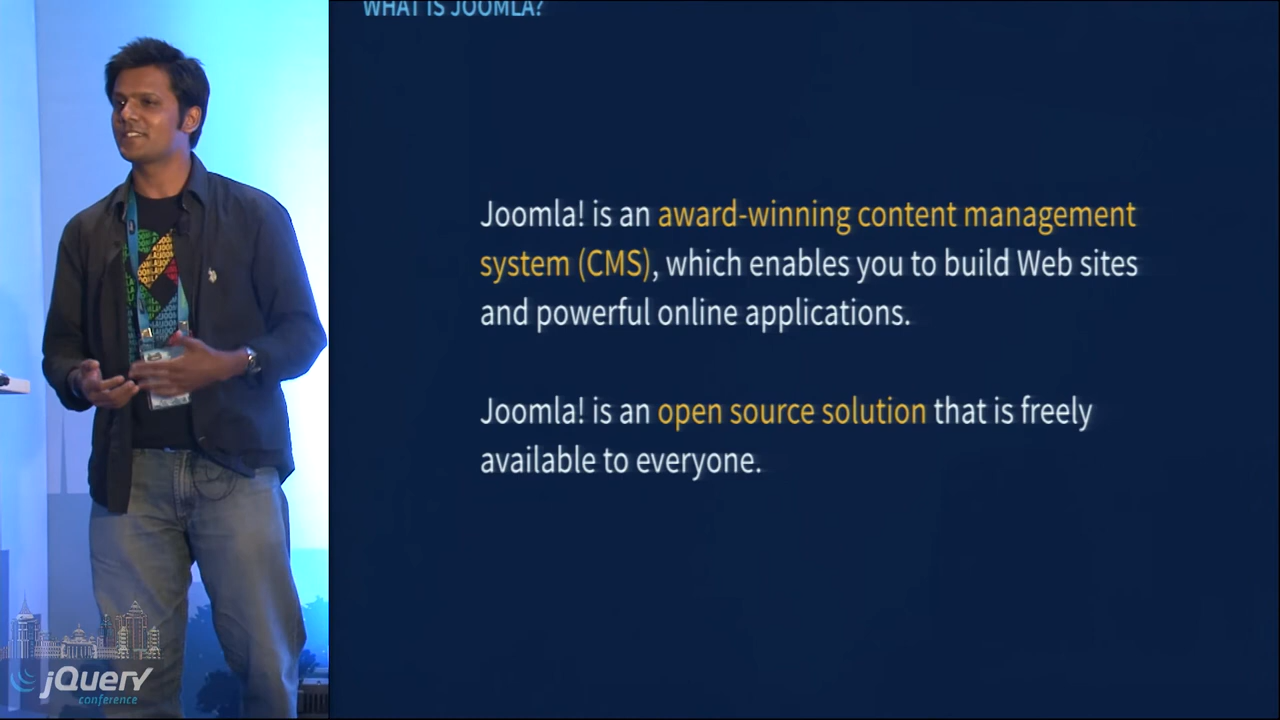 WHAT IS JOOMLA?
Joomla! is an award-winning content management
system (CMS), which enables you to build Web sites
and powerful online applications.
Joomla! is an open source solution that is freely
available to everyone.
jQuery
conference